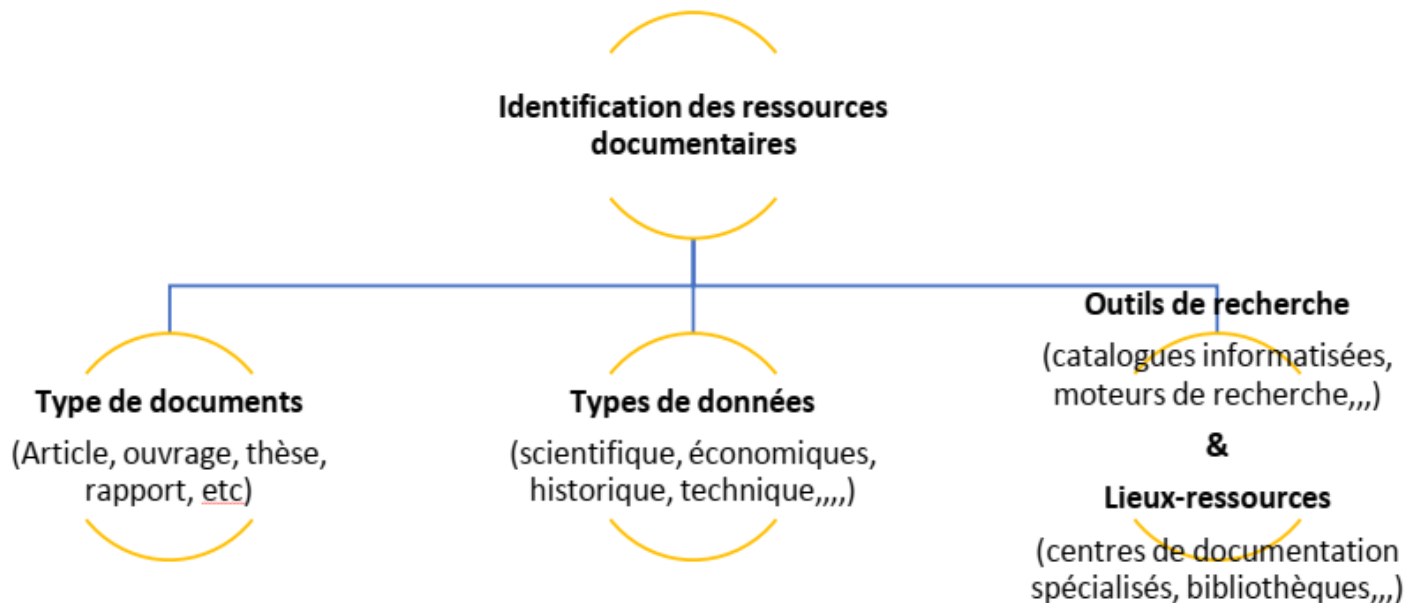 Identification des ressources
documentaires
Type de documents
(Article, ouvrage, thèse,
rapport, etc)
Types de données
(scientifique, économiques,
historique, technique,,,,)
Outils de recherche
(catalogues informatisées,
moteurs de recherche,,,)
&
Lieux-ressources
(centres de documentation
spécialisés, bibliothèques,,,)